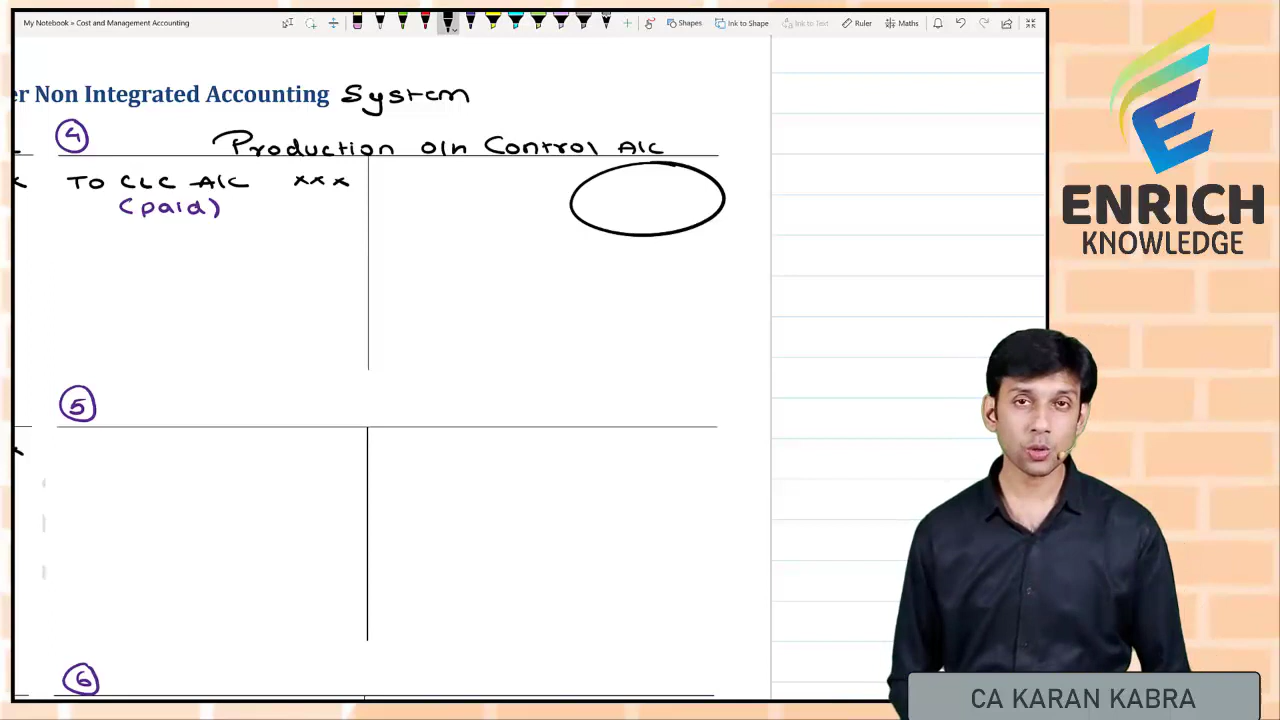 My Notebook » Cost and Management Accounting
Shapes
Ink to Shape
Ink to Text
Ruler
Maths
er Non Integrated Accounting System
4
Production o/n Control A/c
To CLC A/C xxx
(paid)
5
6
ENRICH
KNOWLEDGE
CA KARAN KABRA